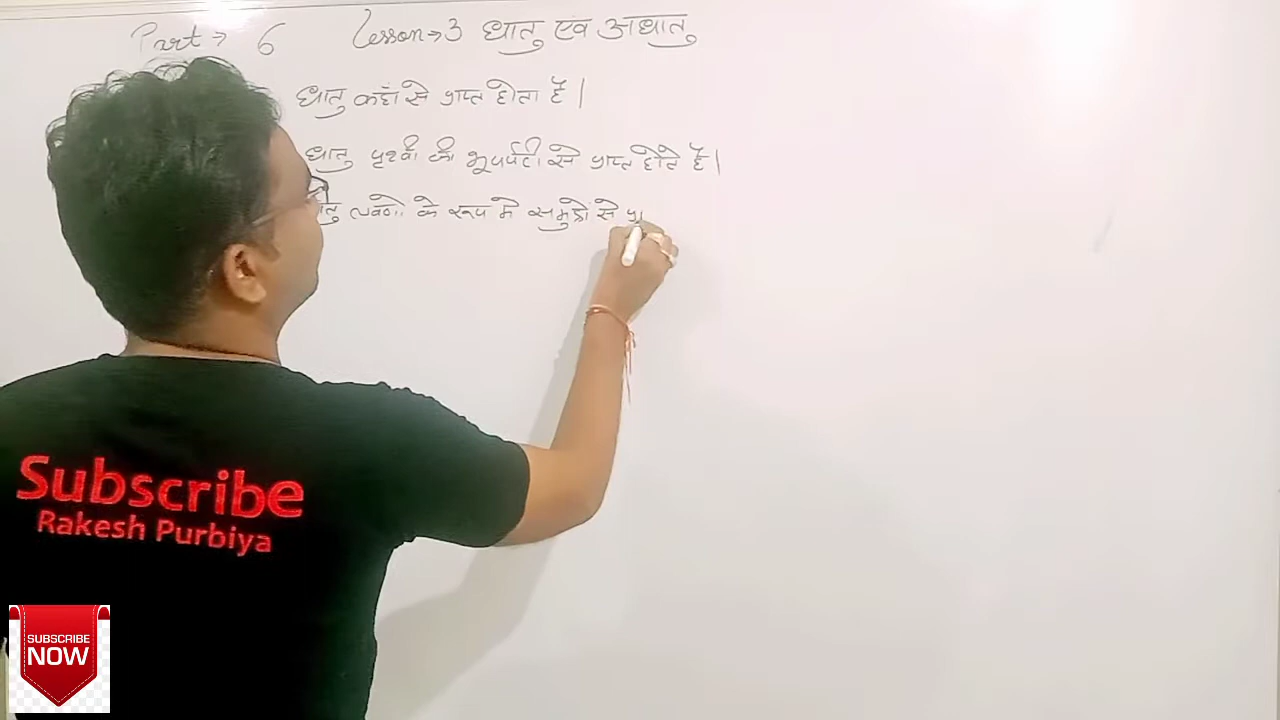 Part → 6 Lesson → 3 धातु एवं अधातु
धातु कहाँ से प्राप्त होता है।
धातु पृथ्वी की भूपर्पटी से प्राप्त होते है।
लवणो के रूप मे समुद्रो से
Subscribe
Rakesh Purbiya
SUBSCRIBE
NOW